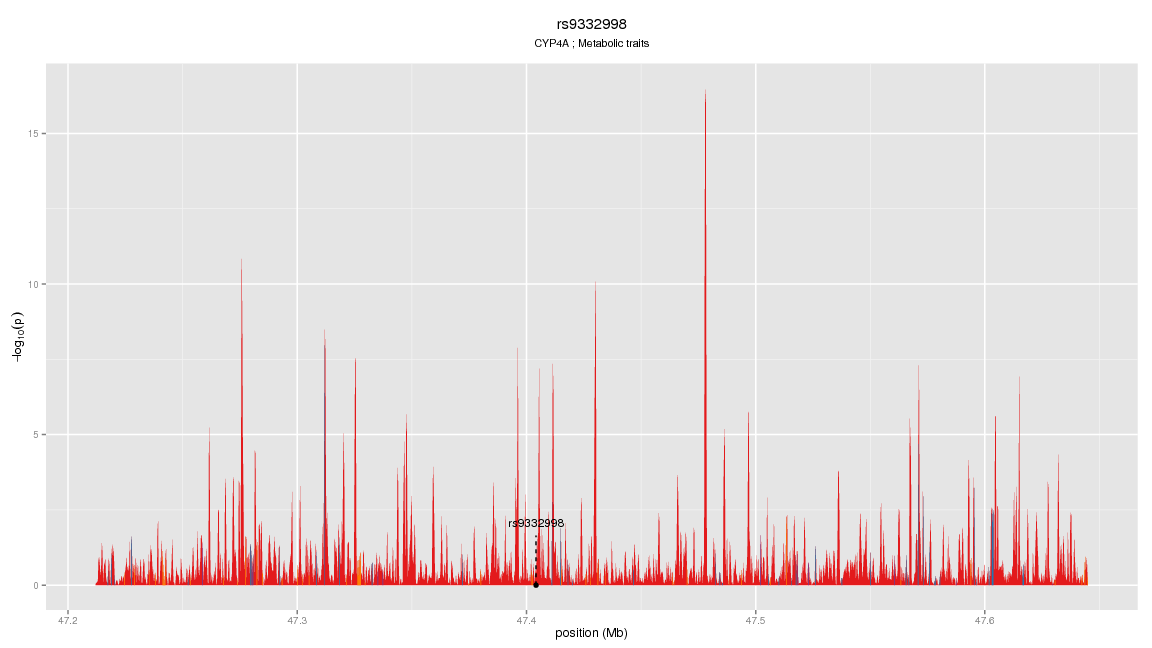 rs9332998
CYP4A ; Metabolic traits
−log10(p)
15
10
5
0
rs9332998
47.2 47.3 47.4 47.5 47.6
position (Mb)